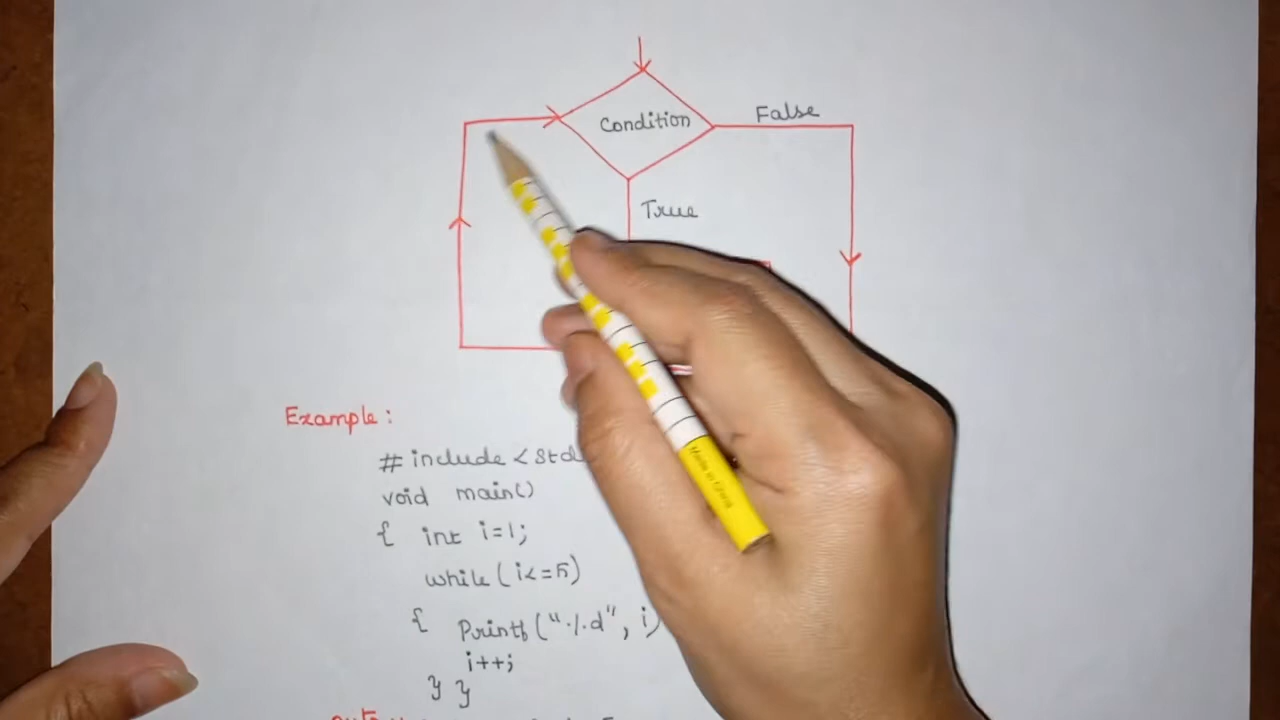 Condition
False
True
Example:
# include < std
void main()
{ int i=1;
while (i<=5)
{ Printf ("%d", i)
i++;
} }